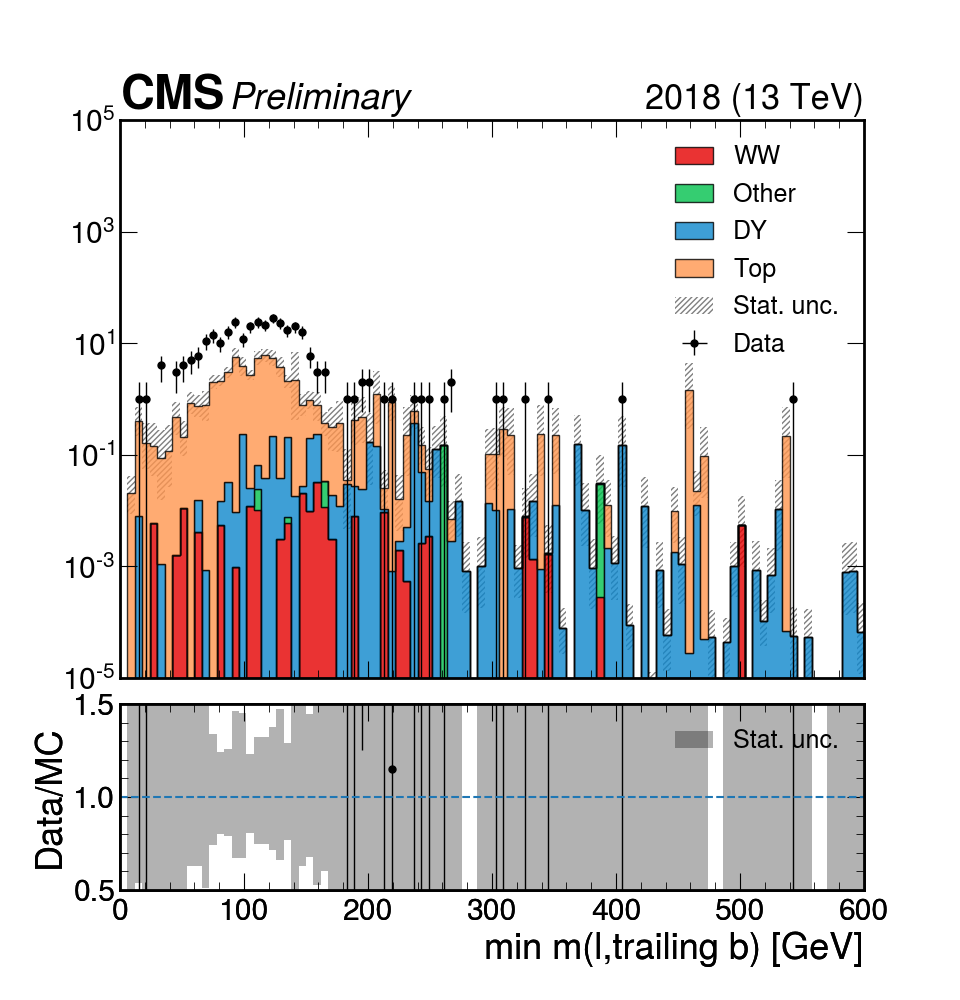 CMS Preliminary 2018 (13 TeV)
10^5
WW
Other
10^3
DY
Top
Stat. unc.
10^1
Data
10^-1
10^-3
10^-5
1.5
Stat. unc.
Data/MC
1.0
0.5
0 100 200 300 400 500 600
min m(l,trailing b) [GeV]